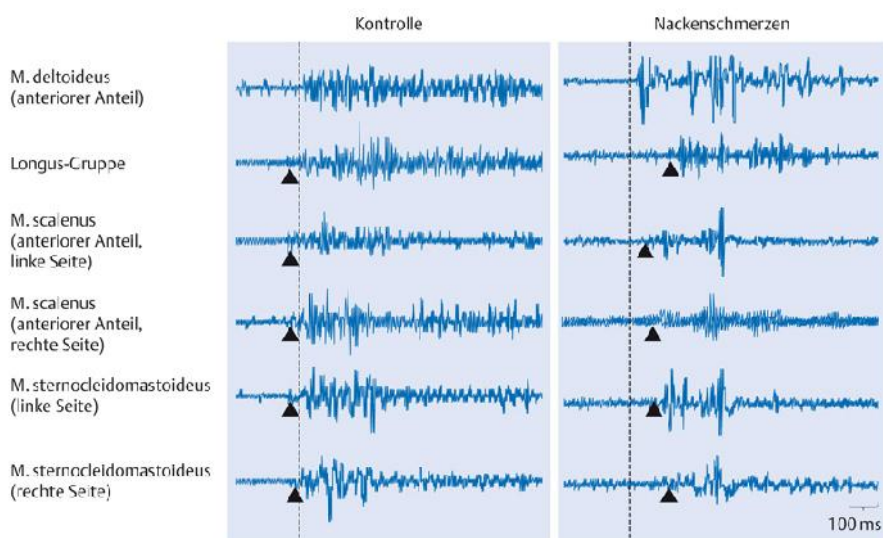 Kontrolle
Nackenschmerzen
M. deltoideus
(anteriorer Anteil)
Longus-Gruppe
M. scalenus
(anteriorer Anteil,
linke Seite)
M. scalenus
(anteriorer Anteil,
rechte Seite)
M. sternocleidomastoideus
(linke Seite)
M. sternocleidomastoideus
(rechte Seite)
100 ms